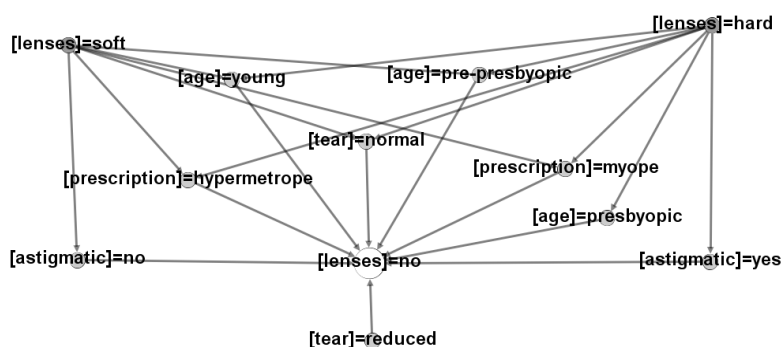 [lenses]=hard
[lenses]=soft
[age]=young
[age]=pre-presbyopic
[tear]=normal
[prescription]=hypermetrope
[prescription]=myope
[age]=presbyopic
[astigmatic]=no
[lenses]=no
[astigmatic]=yes
[tear]=reduced